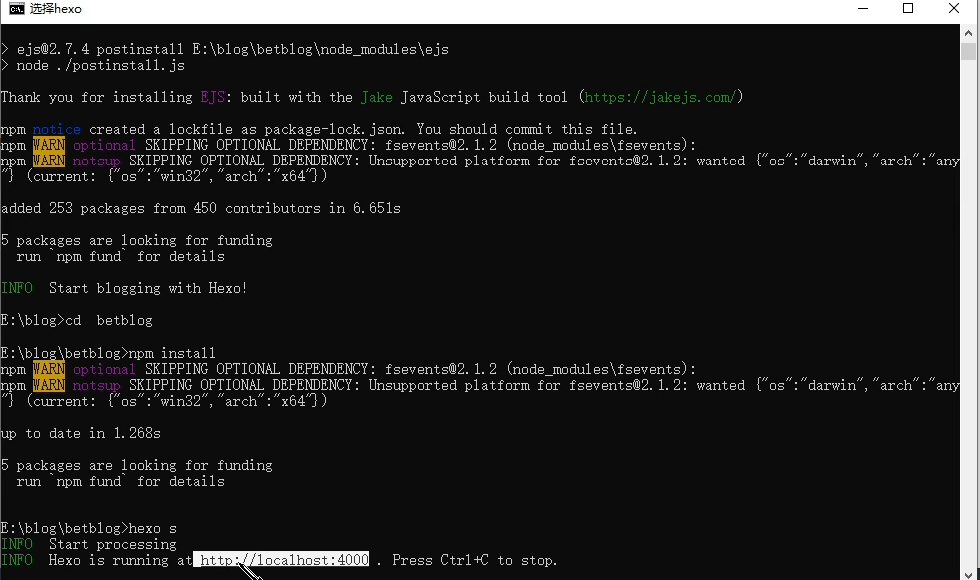 选择hexo
> ejs@2.7.4 postinstall E:\blog\betblog\node_modules\ejs
> node ./postinstall.js
Thank you for installing EJS: built with the Jake JavaScript build tool (https://jakejs.com/)
npm notice created a lockfile as package-lock.json. You should commit this file.
npm WARN optional SKIPPING OPTIONAL DEPENDENCY: fsevents@2.1.2 (node_modules\fsevents):
npm WARN notsup SKIPPING OPTIONAL DEPENDENCY: Unsupported platform for fsevents@2.1.2: wanted {"os":"darwin","arch":"any
"} (current: {"os":"win32","arch":"x64"})
added 253 packages from 450 contributors in 6.651s
5 packages are looking for funding
run `npm fund` for details
INFO  Start blogging with Hexo!
E:\blog>cd  betblog
E:\blog\betblog>npm install
npm WARN optional SKIPPING OPTIONAL DEPENDENCY: fsevents@2.1.2 (node_modules\fsevents):
npm WARN notsup SKIPPING OPTIONAL DEPENDENCY: Unsupported platform for fsevents@2.1.2: wanted {"os":"darwin","arch":"any
"} (current: {"os":"win32","arch":"x64"})
up to date in 1.268s
5 packages are looking for funding
run `npm fund` for details
E:\blog\betblog>hexo s
INFO  Start processing
INFO  Hexo is running at http://localhost:4000 . Press Ctrl+C to stop.